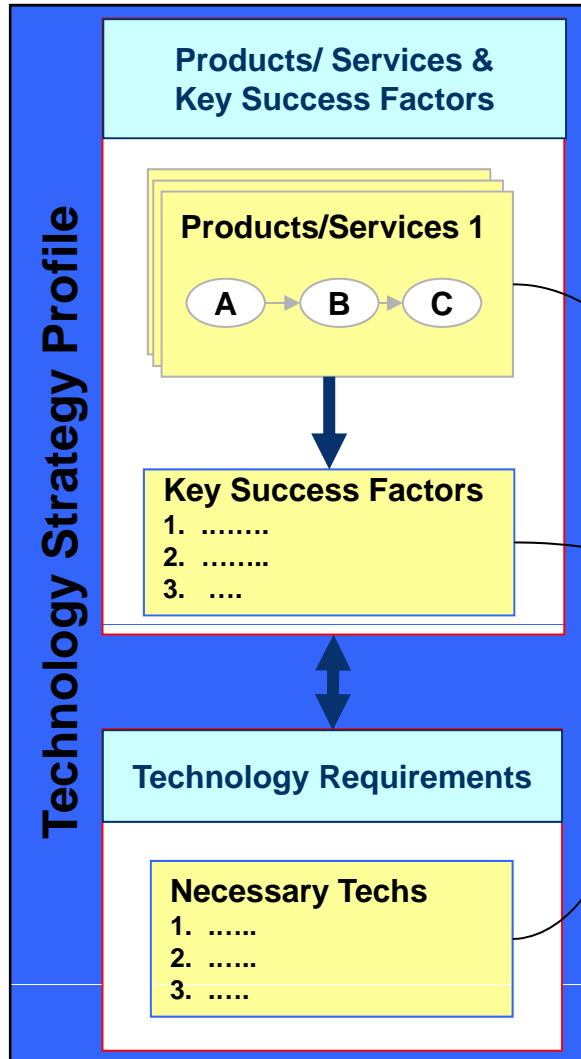 Technology Strategy Profile
Products/ Services &
Key Success Factors
Products/Services 1
A B C
Key Success Factors
1. ........
2. ........
3. ....
Technology Requirements
Necessary Techs
1. ......
2. ......
3. .....